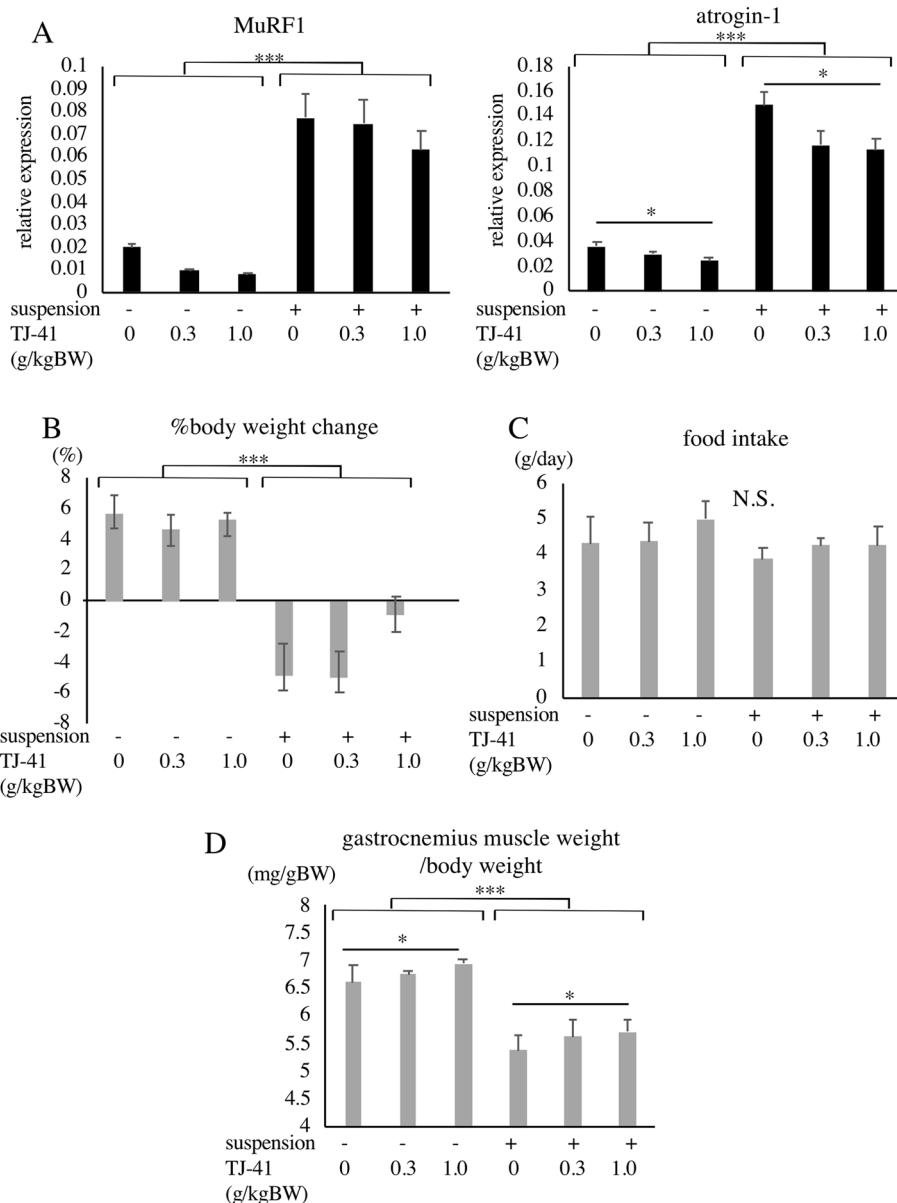 A
MuRF1
***
relative expression
0.1
0.09
0.08
0.07
0.06
0.05
0.04
0.03
0.02
0.01
0
suspension - - - + + +
TJ-41 0 0.3 1.0 0 0.3 1.0
(g/kgBW)
atrogin-1
***
*
*
relative expression
0.18
0.16
0.14
0.12
0.1
0.08
0.06
0.04
0.02
0
suspension - - - + + +
TJ-41 0 0.3 1.0 0 0.3 1.0
(g/kgBW)
B
%body weight change
(%)
***
8
6
4
2
0
-2
-4
-6
-8
suspension - - - + + +
TJ-41 0 0.3 1.0 0 0.3 1.0
(g/kgBW)
C
food intake
(g/day)
N.S.
6
5
4
3
2
1
0
suspension - - - + + +
TJ-41 0 0.3 1.0 0 0.3 1.0
(g/kgBW)
D
gastrocnemius muscle weight
/body weight
(mg/gBW)
***
*
*
8
7.5
7
6.5
6
5.5
5
4.5
4
suspension - - - + + +
TJ-41 0 0.3 1.0 0 0.3 1.0
(g/kgBW)